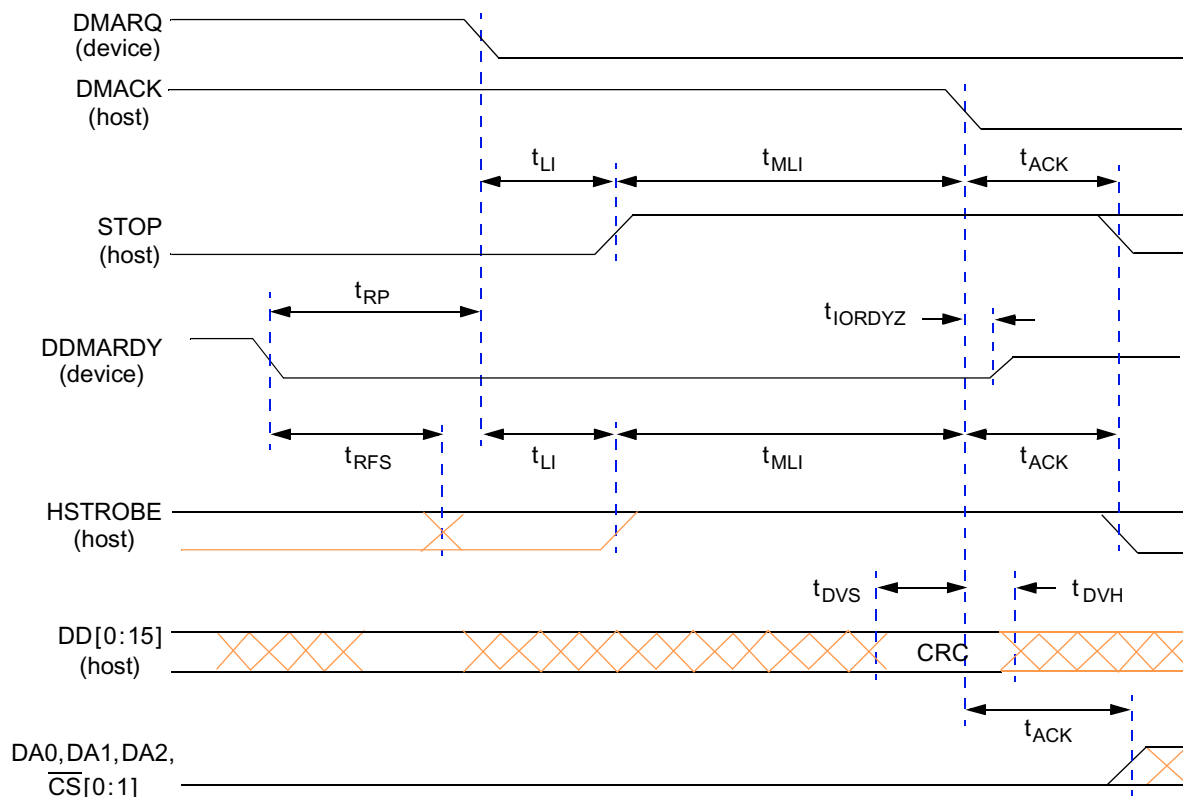 DMARQ
(device)
DMACK
(host)
tLI
tMLI
tACK
STOP
(host)
tRP
tIORDYZ
DDMARDY
(device)
tRFS
tLI
tMLI
tACK
HSTROBE
(host)
tDVS
tDVH
DD[0:15]
(host)
CRC
tACK
DA0,DA1,DA2,
CS[0:1]